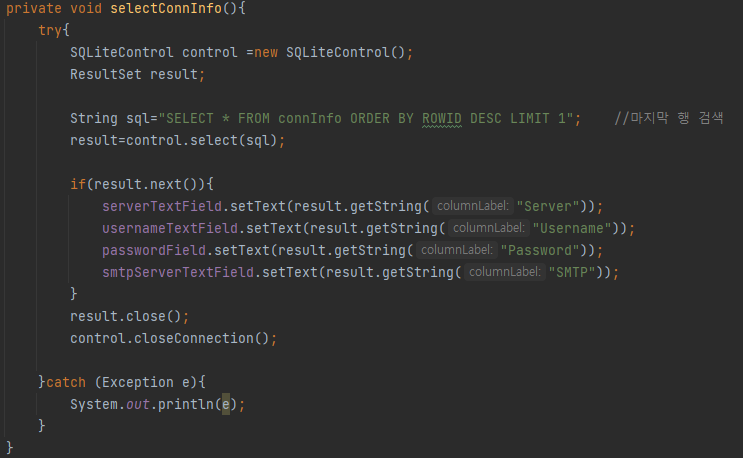 private void selectConnInfo(){
try{
SQLiteControl control =new SQLiteControl();
ResultSet result;
String sql="SELECT * FROM connInfo ORDER BY ROWID DESC LIMIT 1"; //마지막 행 검색
result=control.select(sql);
if(result.next()){
serverTextField.setText(result.getString( columnLabel: "Server"));
usernameTextField.setText(result.getString( columnLabel: "Username"));
passwordField.setText(result.getString( columnLabel: "Password"));
smtpServerTextField.setText(result.getString( columnLabel: "SMTP"));
}
result.close();
control.closeConnection();
}catch (Exception e){
System.out.println(e);
}
}